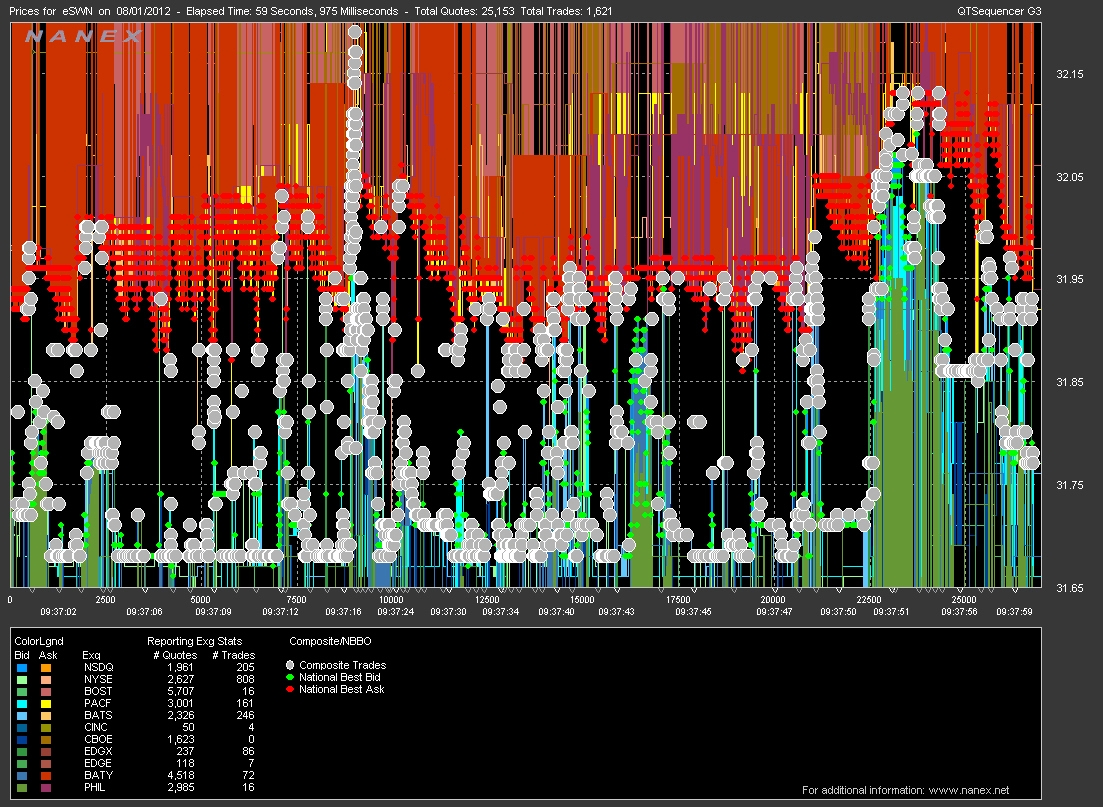 Prices for eSWN on 08/01/2012 - Elapsed Time: 59 Seconds, 975 Milliseconds - Total Quotes: 25,153 Total Trades: 1,621 QTSequencer G3
NANEX
32.15
32.05
31.95
31.85
31.75
31.65
0 2500 5000 7500 10000 12500 15000 17500 20000 22500 25000
09:37:02 09:37:06 09:37:09 09:37:12 09:37:16 09:37:24 09:37:30 09:37:34 09:37:40 09:37:43 09:37:45 09:37:47 09:37:50 09:37:51 09:37:56 09:37:59
ColorLgnd Reporting Exg Stats Composite/NBBO
Bid Ask Exg # Quotes # Trades
NSDQ 1,961 205
NYSE 2,627 808
BOST 5,707 16
PACF 3,001 161
BATS 2,326 246
CINC 50 4
CBOE 1,623 0
EDGX 237 86
EDGE 118 7
BATY 4,518 72
PHIL 2,985 16
Composite Trades
National Best Bid
National Best Ask
For additional information: www.nanex.net